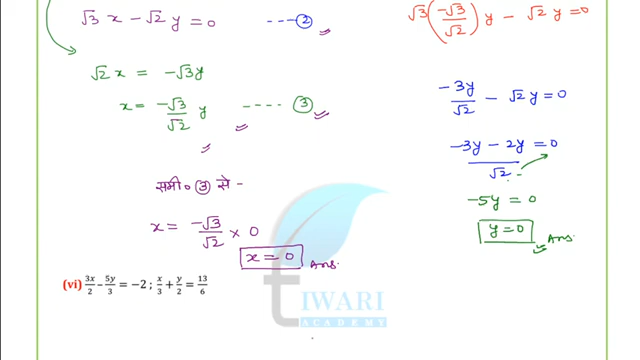 √3 x − √2 y = 0 ---- ②
√2 x = −√3y
x = −√3/√2 y ---- ③
समी० ③ से −
x = −√3/√2 × 0
x = 0 Ans.
√3 (−√3/√2) y − √2 y = 0
−3y/√2 − √2 y = 0
−3y − 2y/√2 = 0
−5y = 0
y = 0 Ans.
(vi) 3x/2 − 5y/3 = −2 ; x/3 + y/2 = 13/6
TIWARI
ACADEMY